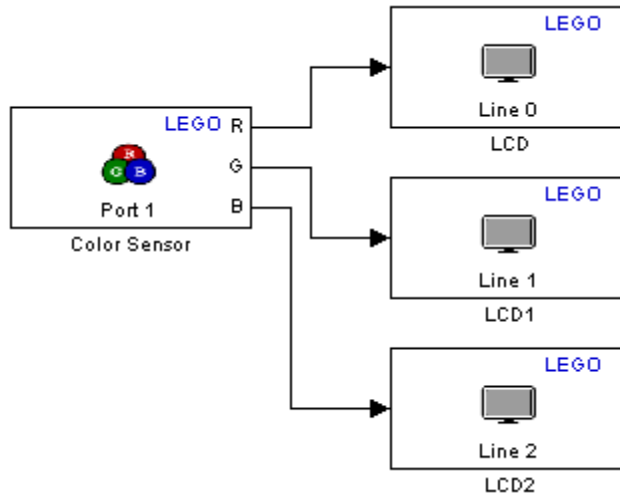 LEGO
Line 0
LCD
LEGO R
R
G B
G
Port 1
B
Color Sensor
LEGO
Line 1
LCD1
LEGO
Line 2
LCD2